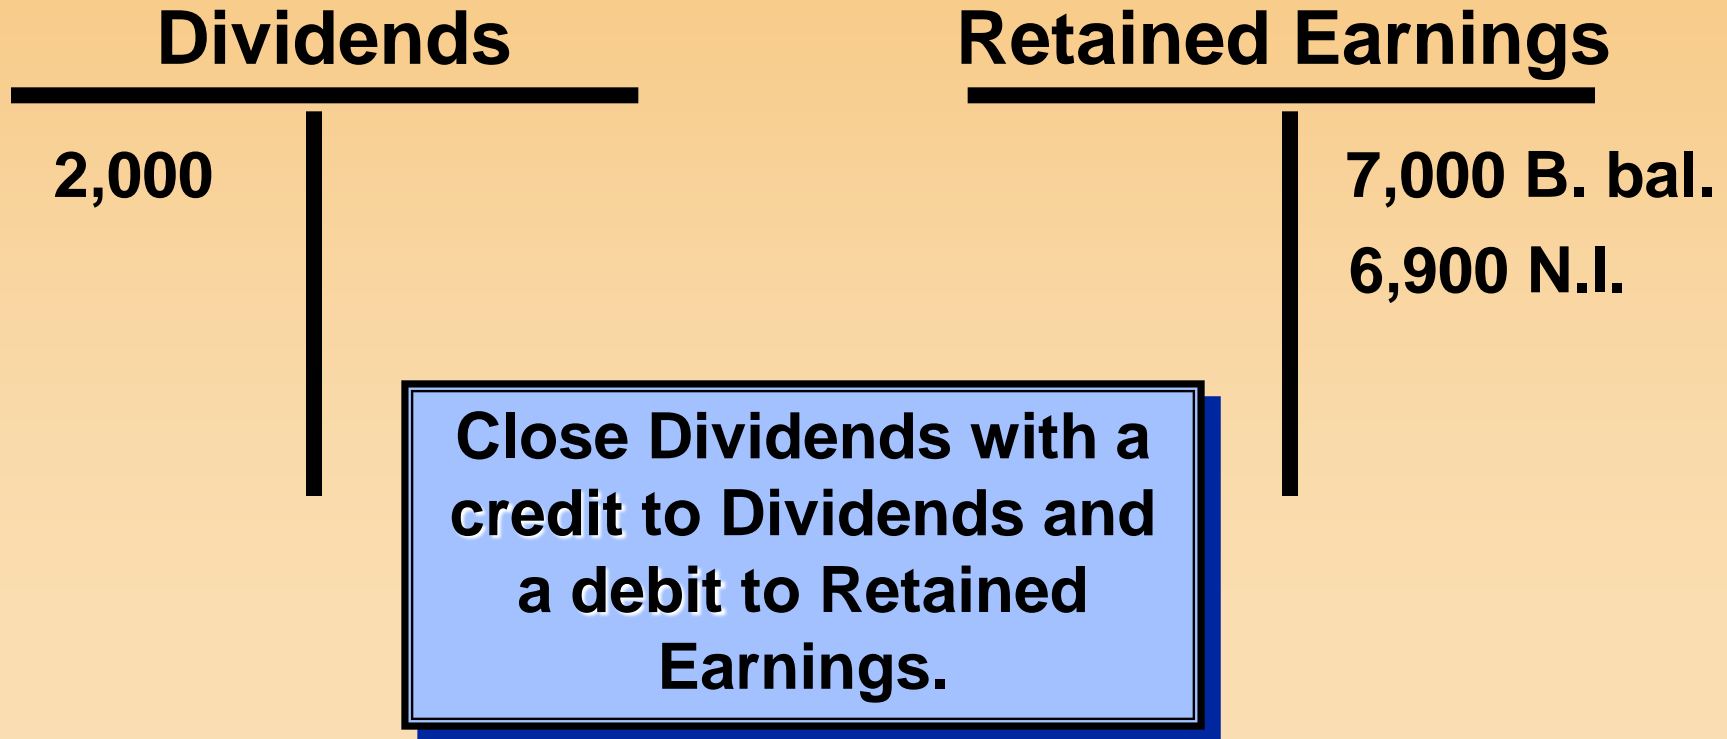 Dividends
Retained Earnings
2,000
7,000 B. bal.
6,900 N.I.
Close Dividends with a
credit to Dividends and
a debit to Retained
Earnings.